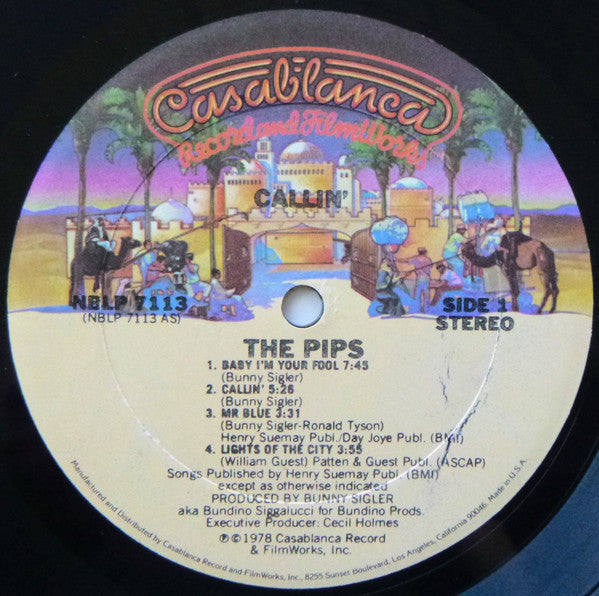 Casablanca
Record and FilmWorks
CALLIN'
NBLP 7113
(NBLP 7113 AS)
SIDE 1
STEREO
THE PIPS
1. BABY I'M YOUR FOOL 7:45
(Bunny Sigler)
2. CALLIN' 5:26
(Bunny Sigler)
3. MR BLUE 3:31
(Bunny Sigler-Ronald Tyson)
Henry Suemay Publ./Day Joye Publ. (BMI)
4. LIGHTS OF THE CITY 3:55
(William Guest) Patten & Guest Publ. (ASCAP)
Songs Published by Henry Suemay Publ (BMI)
except as otherwise indicated
PRODUCED BY BUNNY SIGLER
aka Bundino Siggalucci for Bundino Prods.
Executive Producer: Cecil Holmes
℗©1978 Casablanca Record
& FilmWorks, Inc.
Manufactured and Distributed by Casablanca Record and FilmWorks, Inc., 8255 Sunset Boulevard, Los Angeles, California 90046. Made in U.S.A.